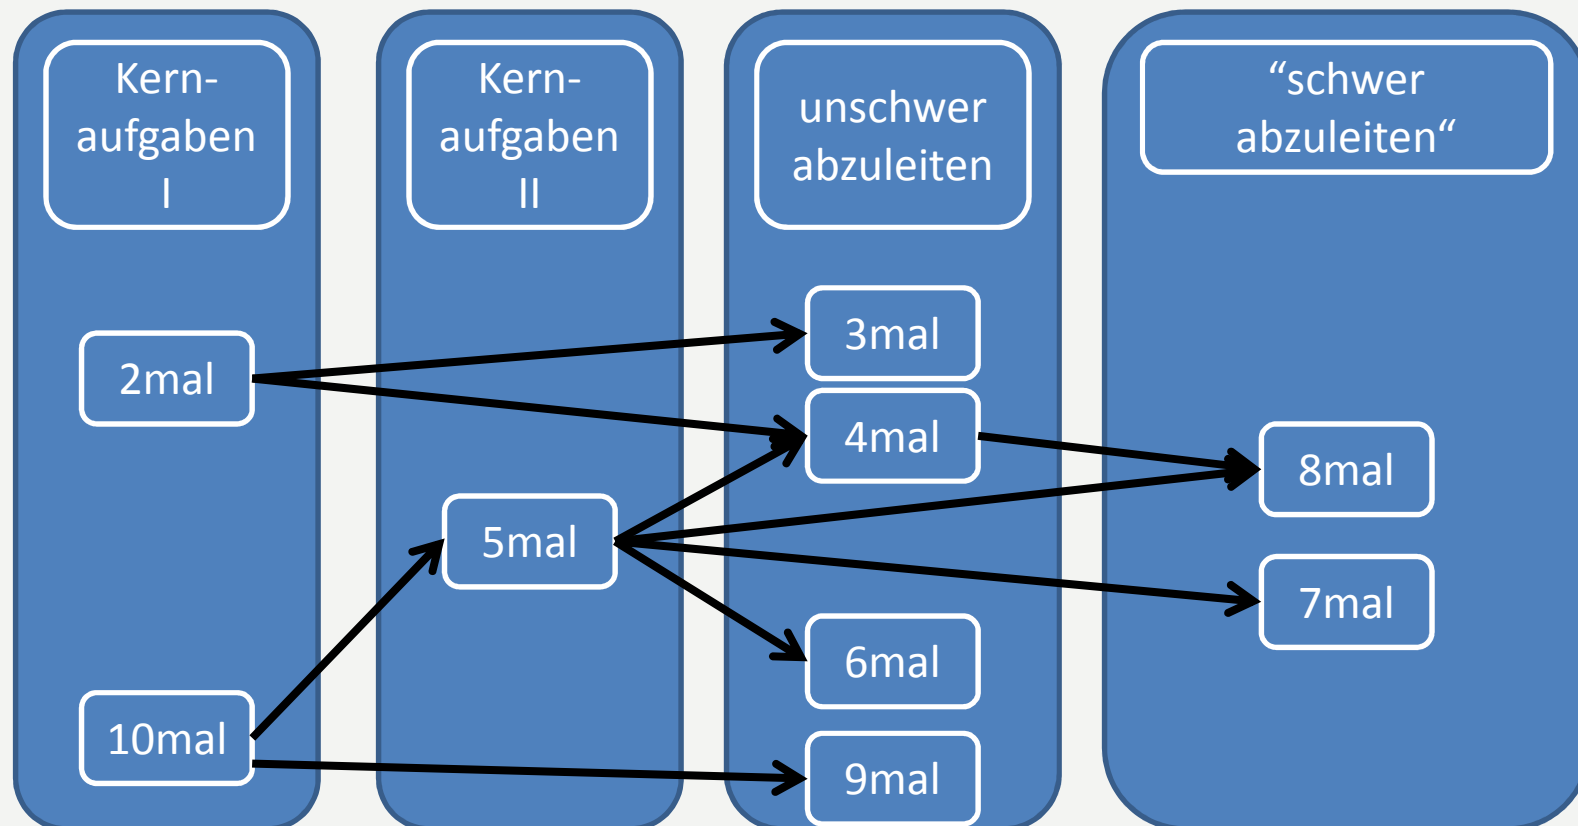 Kern-
aufgaben
I
Kern-
aufgaben
II
unschwer
abzuleiten
“schwer
abzuleiten“
2mal
10mal
5mal
3mal
4mal
6mal
9mal
8mal
7mal